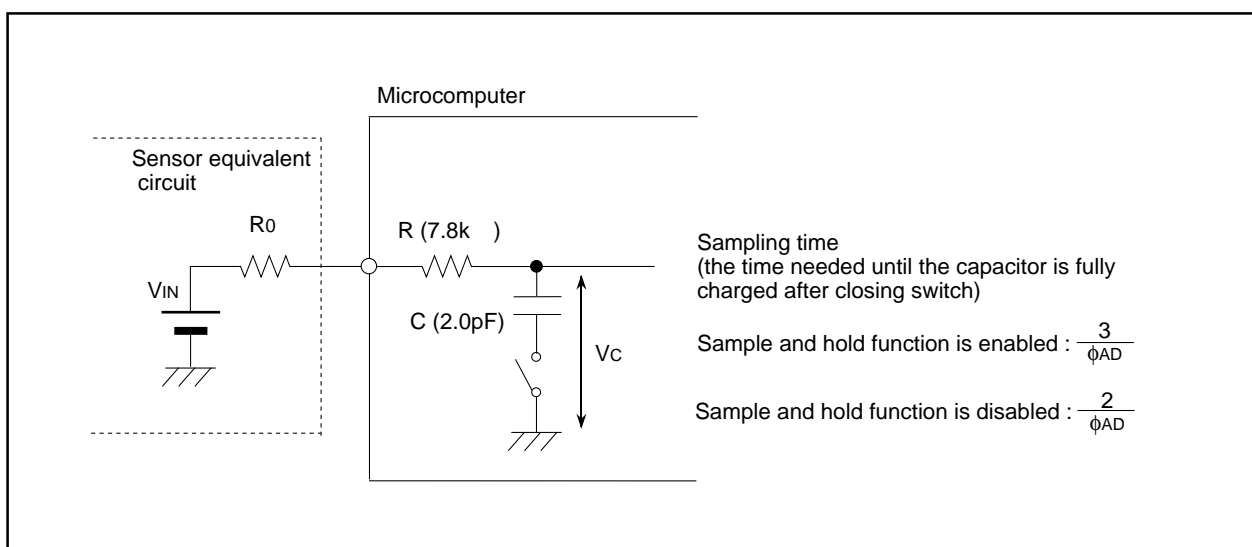 Microcomputer
Sensor equivalent
circuit
R0
R (7.8k )
VIN
C (2.0pF)
VC
Sampling time
(the time needed until the capacitor is fully
charged after closing switch)
Sample and hold function is enabled : 3/ϕAD
Sample and hold function is disabled : 2/ϕAD